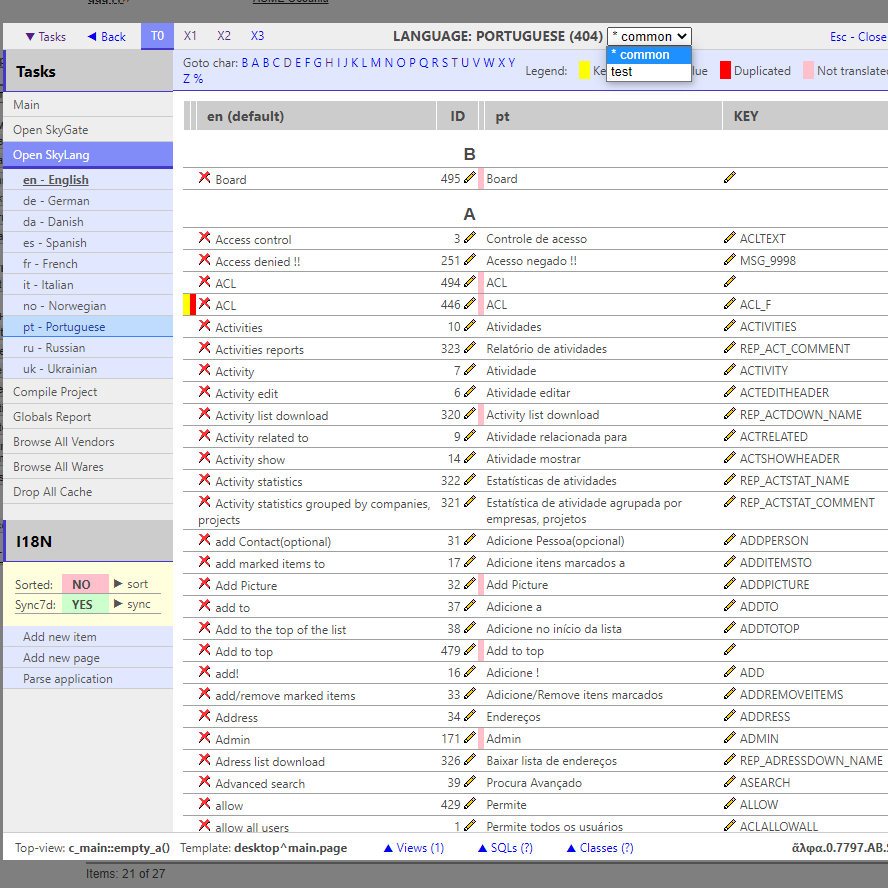 ▼ Tasks ◀ Back T0 X1 X2 X3 LANGUAGE: PORTUGUESE (404) * common Esc - Close
* common
test
Tasks
Main
Open SkyGate
Open SkyLang
en - English
de - German
da - Danish
es - Spanish
fr - French
it - Italian
no - Norwegian
pt - Portuguese
ru - Russian
uk - Ukrainian
Compile Project
Globals Report
Browse All Vendors
Browse All Wares
Drop All Cache
I18N
Sorted: NO ▶ sort
Sync7d: YES ▶ sync
Add new item
Add new page
Parse application
Goto char: A B C D E F G H I J K L M N O P Q R S T U V W X Y
Z %
Legend: Duplicated Not translated
en (default) ID pt KEY
B
Board 495 Board
A
Access control 3 Controle de acesso ACLTEXT
Access denied !! 251 Acesso negado !! MSG_9998
ACL 494 ACL
ACL 446 ACL ACL_F
Activities 10 Atividades ACTIVITIES
Activities reports 323 Relatório de atividades REP_ACT_COMMENT
Activity 7 Atividade ACTIVITY
Activity edit 6 Atividade editar ACTEDITHEADER
Activity list download 320 Activity list download REP_ACTDOWN_NAME
Activity related to 9 Atividade relacionada para ACTRELATED
Activity show 14 Atividade mostrar ACTSHOWHEADER
Activity statistics 322 Estatísticas de atividades REP_ACTSTAT_NAME
Activity statistics grouped by companies, 321 Estatística de atividade agrupada por REP_ACTSTAT_COMMENT
projects empresas, projetos
add Contact(optional) 31 Adicione Pessoa(opcional) ADDPERSON
add marked items to 17 Adicione itens marcados a ADDITEMSTO
Add Picture 32 Add Picture ADDPICTURE
add to 37 Adicione a ADDTO
Add to the top of the list 38 Adicione no início da lista ADDTOTOP
Add to top 479 Add to top
add! 16 Adicione ! ADD
add/remove marked items 33 Adicione/Remove itens marcados ADDREMOVEITEMS
Address 34 Endereços ADDRESS
Admin 171 Admin ADMIN
Adress list download 326 Baixar lista de endereços REP_ADRESSDOWN_NAME
Advanced search 39 Procura Avançado ASEARCH
allow 429 Permite ALLOW
allow all users 1 Permite todos os usuários ACLALLOWALL
Top-view: c_main::empty_a() Template: desktop^main.page ▲ Views (1) ▲ SQLs (?) ▲ Classes (?) ἄλφα.0.7797.AB.
Items: 21 of 27